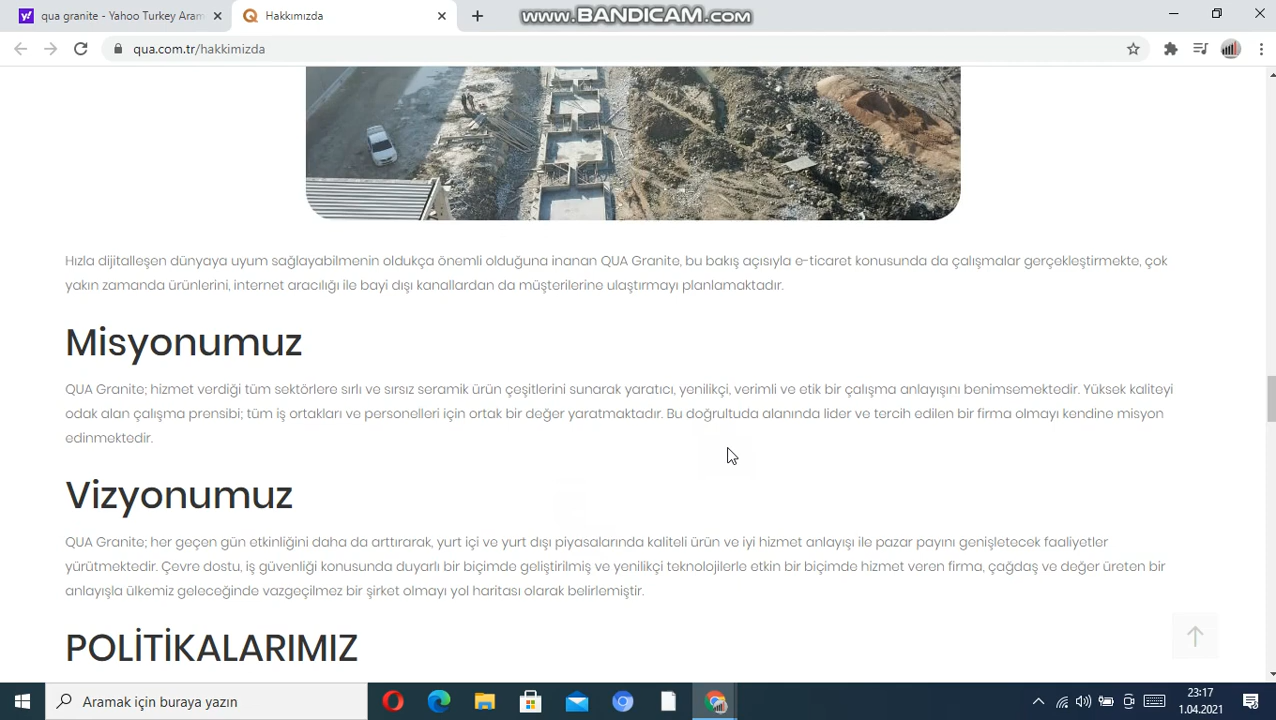 qua granite - Yahoo Turkey Aram
Hakkımızda
www.BANDICAM.com
qua.com.tr/hakkimizda
Hızla dijitalleşen dünyaya uyum sağlayabilmenin oldukça önemli olduğuna inanan QUA Granite, bu bakış açısıyla e-ticaret konusunda da çalışmalar gerçekleştirmekte, çok
yakın zamanda ürünlerini, internet aracılığı ile bayi dışı kanallardan da müşterilerine ulaştırmayı planlamaktadır.
Misyonumuz
QUA Granite; hizmet verdiği tüm sektörlere sırlı ve sırsız seramik ürün çeşitlerini sunarak yaratıcı, yenilikçi, verimli ve etik bir çalışma anlayışını benimsemektedir. Yüksek kaliteyi
odak alan çalışma prensibi; tüm iş ortakları ve personelleri için ortak bir değer yaratmaktadır. Bu doğrultuda alanında lider ve tercih edilen bir firma olmayı kendine misyon
edinmektedir.
Vizyonumuz
QUA Granite; her geçen gün etkinliğini daha da arttırarak, yurt içi ve yurt dışı piyasalarında kaliteli ürün ve iyi hizmet anlayışı ile pazar payını genişletecek faaliyetler
yürütmektedir. Çevre dostu, iş güvenliği konusunda duyarlı bir biçimde geliştirilmiş ve yenilikçi teknolojilerle etkin bir biçimde hizmet veren firma, çağdaş ve değer üreten bir
anlayışla ülkemiz geleceğinde vazgeçilmez bir şirket olmayı yol haritası olarak belirlemiştir.
POLİTİKALARIMIZ
Aramak için buraya yazın
23:17
1.04.2021